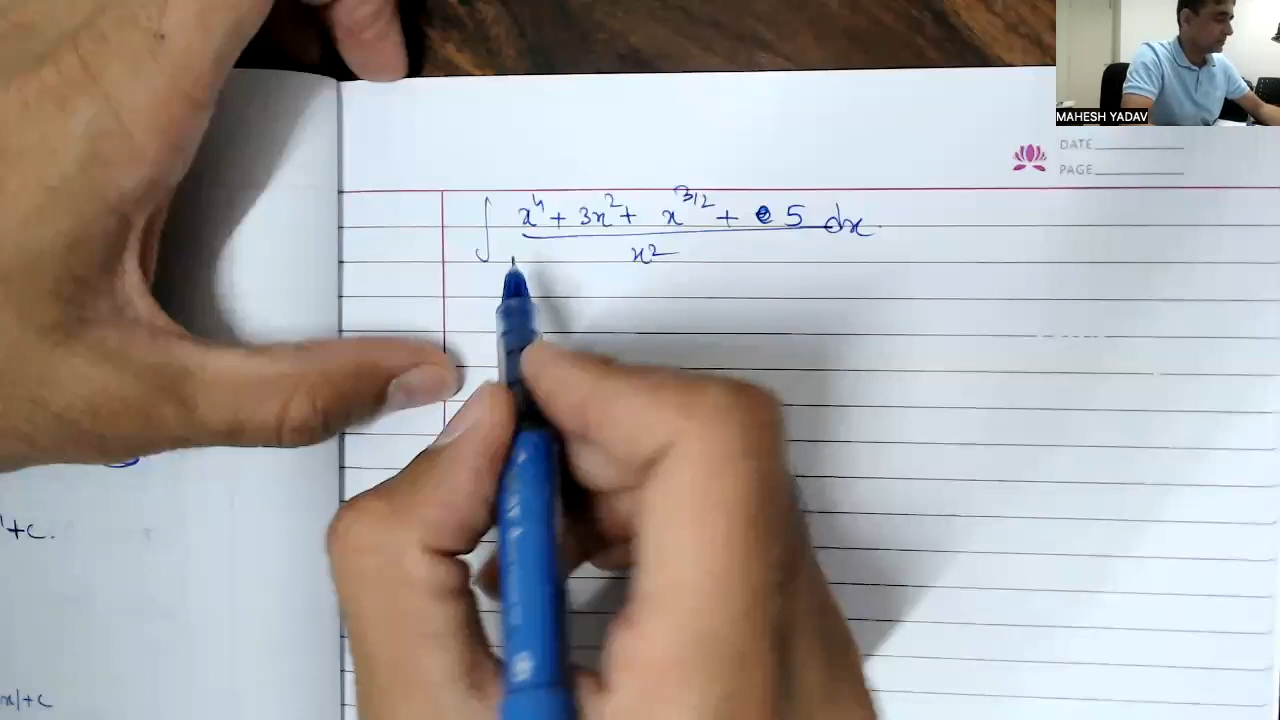 MAHESH YADAV
DATE
PAGE
∫ x⁴ + 3x² + x^{3/2} + 5 dx
x²
+c.
x|+c